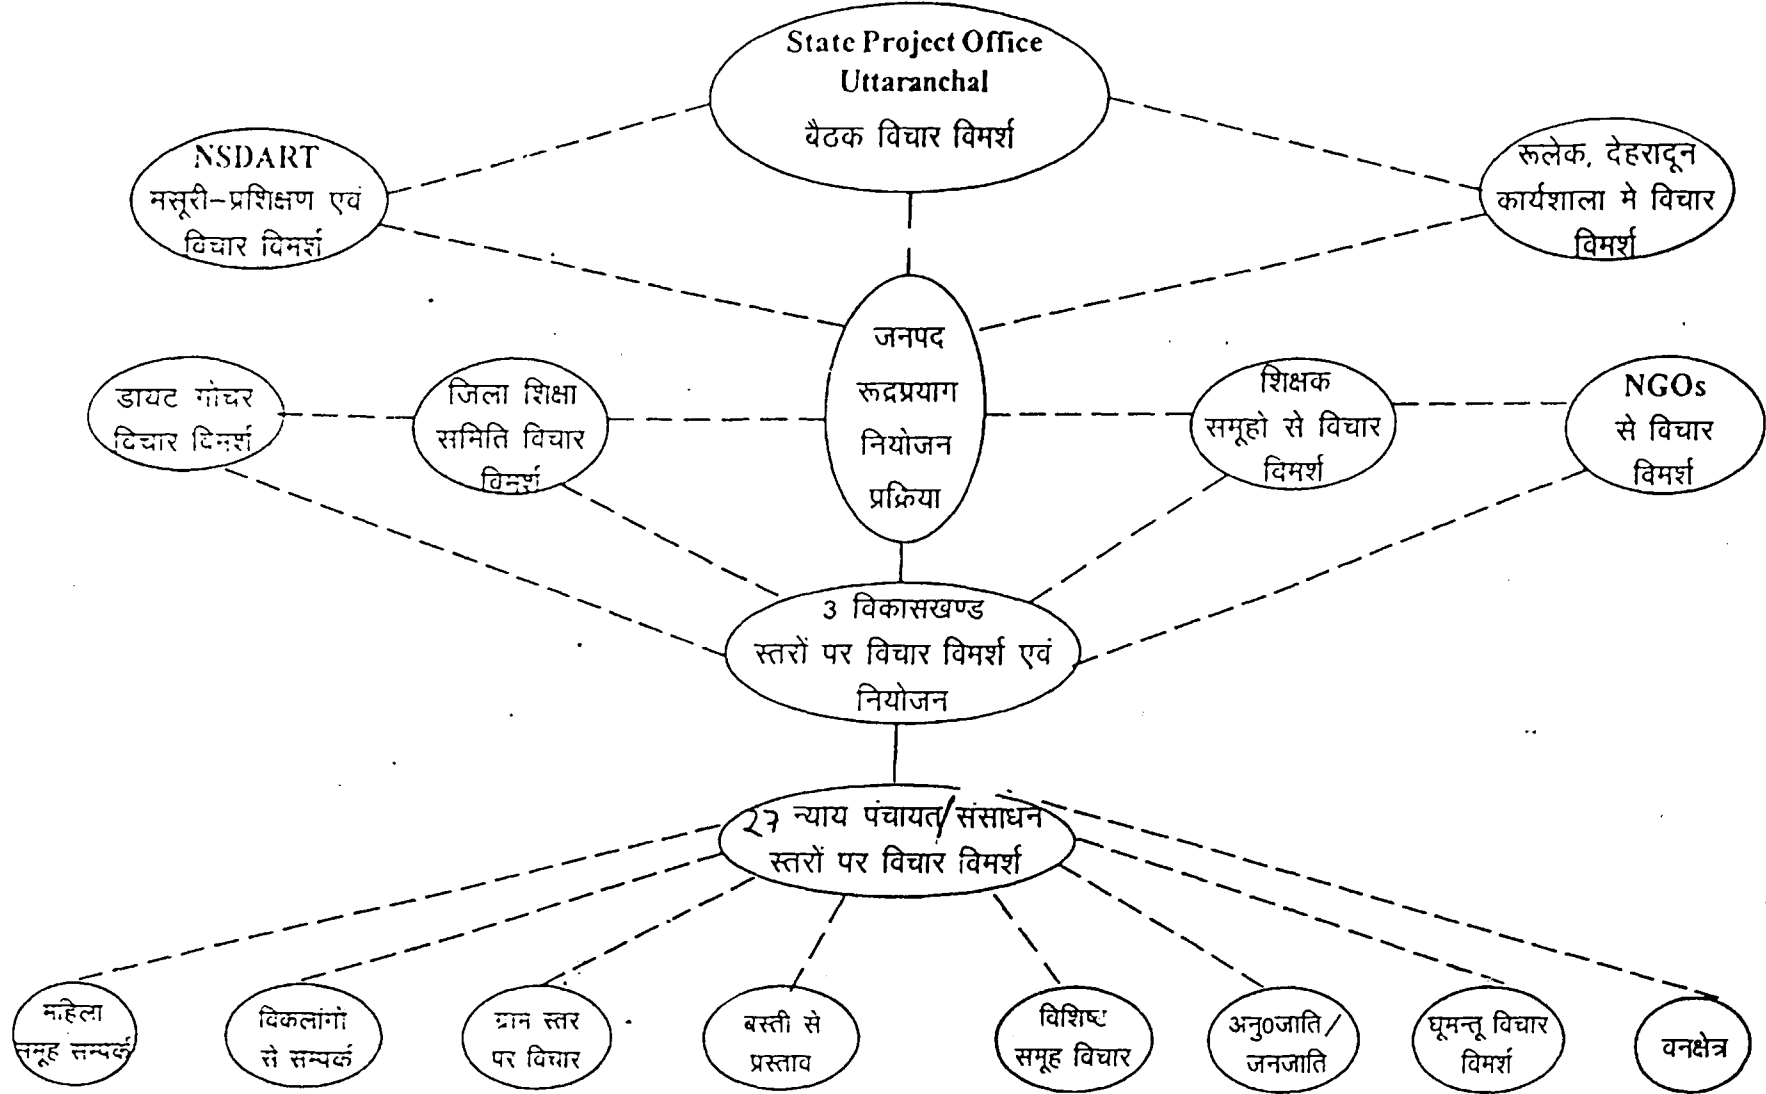 State Project Office
Uttaranchal
बैठक विचार विमर्श
NSDART
मसूरी-प्रशिक्षण एवं
विचार विमर्श
रूलेक, देहरादून
कार्यशाला मे विचार
विमर्श
जनपद
रूद्रप्रयाग
नियोजन
प्रक्रिया
डायट गोचर
विचार विमर्श
जिला शिक्षा
समिति विचार
विमर्श
शिक्षक
समूहो से विचार
विमर्श
NGOs
से विचार
विमर्श
3 विकासखण्ड
स्तरों पर विचार विमर्श एवं
नियोजन
27 न्याय पंचायत/संसाधन
स्तरों पर विचार विमर्श
महिला
समूह सम्पर्क
विकलांगो
से सम्पर्क
ग्राम स्तर
पर विचार
बस्ती से
प्रस्ताव
विशिष्ट
समूह विचार
अनु0जाति/
जनजाति
घूमन्तू विचार
विमर्श
वनक्षेत्र